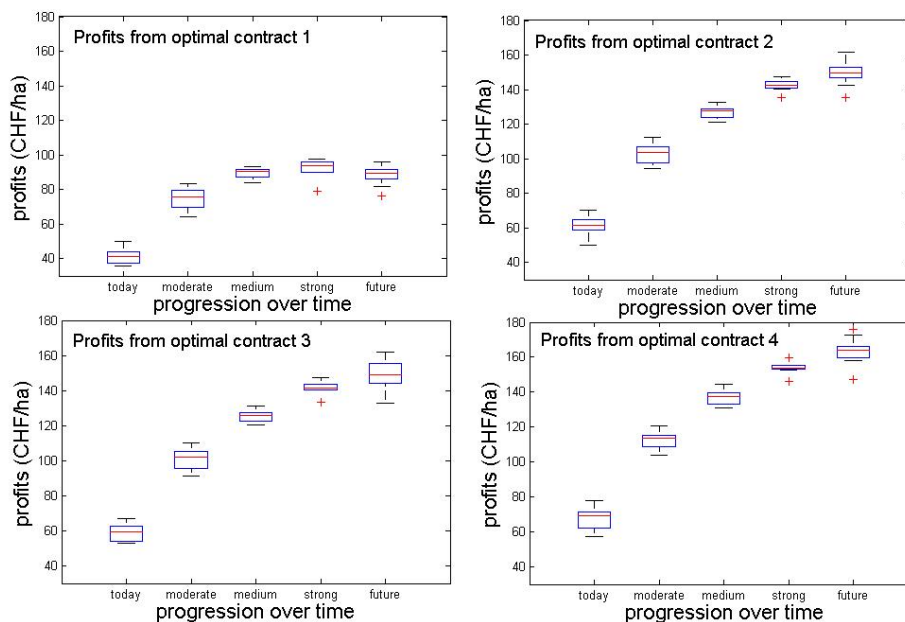 Profits from optimal contract 1
profits (CHF/ha)
180
160
140
120
100
80
60
40
today moderate medium strong future
progression over time
Profits from optimal contract 2
profits (CHF/ha)
180
160
140
120
100
80
60
40
today moderate medium strong future
progression over time
Profits from optimal contract 3
profits (CHF/ha)
180
160
140
120
100
80
60
40
today moderate medium strong future
progression over time
Profits from optimal contract 4
profits (CHF/ha)
180
160
140
120
100
80
60
40
today moderate medium strong future
progression over time